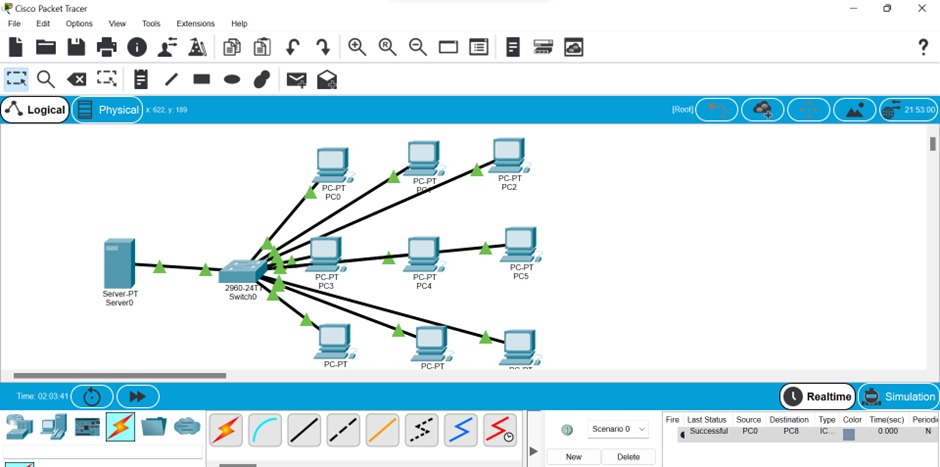 Cisco Packet Tracer
File Edit Options View Tools Extensions Help
?
Logical Physical x: 622, y: 189 [Root] 21:53:00
PC-PT
PC0
PC-PT
PC1
PC-PT
PC2
Server-PT
Server0
2960-24TT
Switch0
PC-PT
PC3
PC-PT
PC4
PC-PT
PC5
PC-PT
PC-PT
PC-PT
Time: 02:03:41 Realtime Simulation
Scenario 0
New Delete
Fire Last Status Source Destination Type Color Time(sec) Periodi
Successful PC0 PC8 IC... 0.000 N